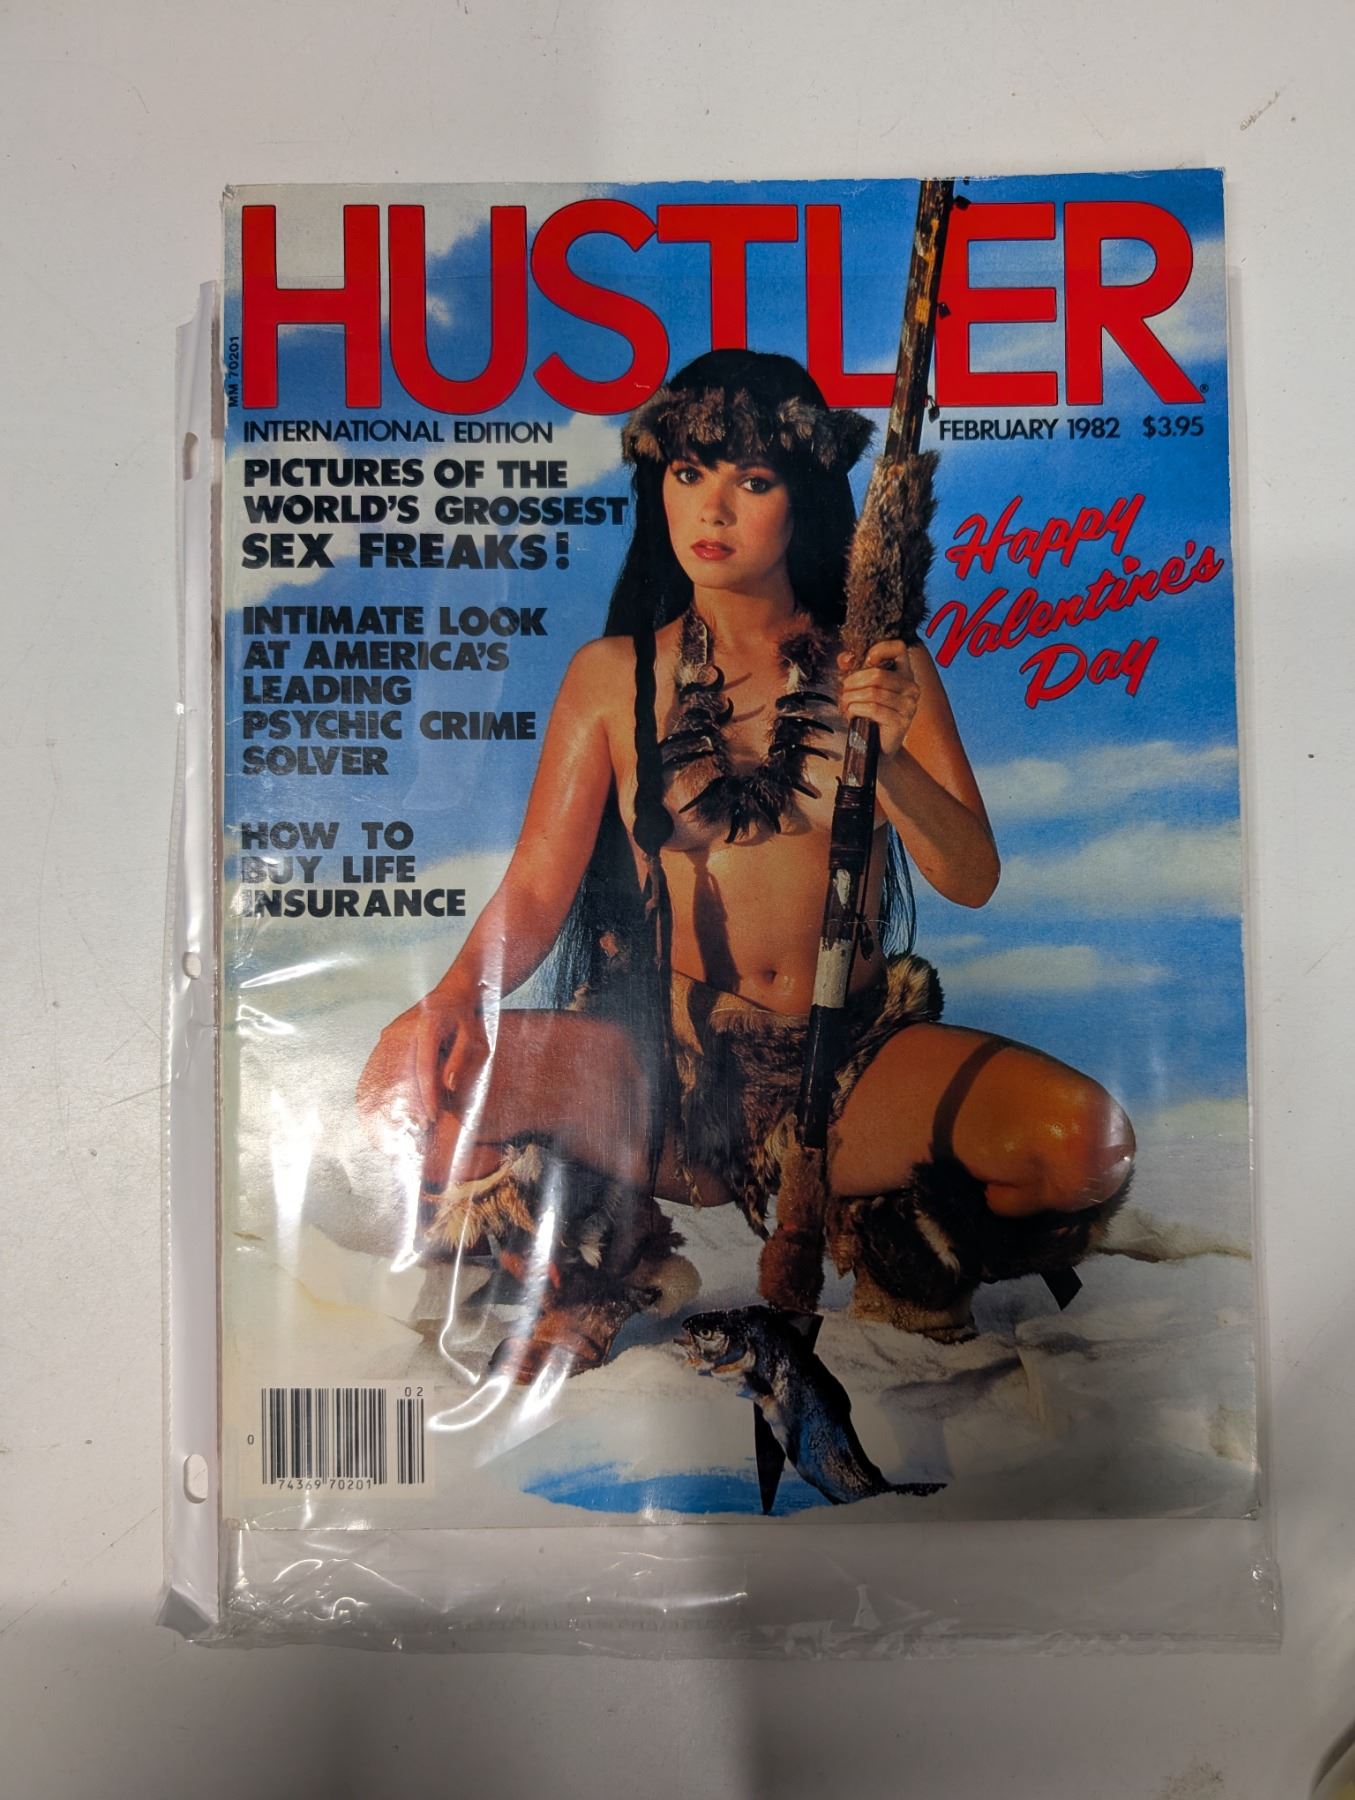 HUSTLER®
MM 70201
INTERNATIONAL EDITION
FEBRUARY 1982 $3.95
PICTURES OF THE
WORLD'S GROSSEST
SEX FREAKS!
INTIMATE LOOK
AT AMERICA'S
LEADING
PSYCHIC CRIME
SOLVER
HOW TO
BUY LIFE
INSURANCE
Happy
Valentine's
Day
02
0
74369 70201